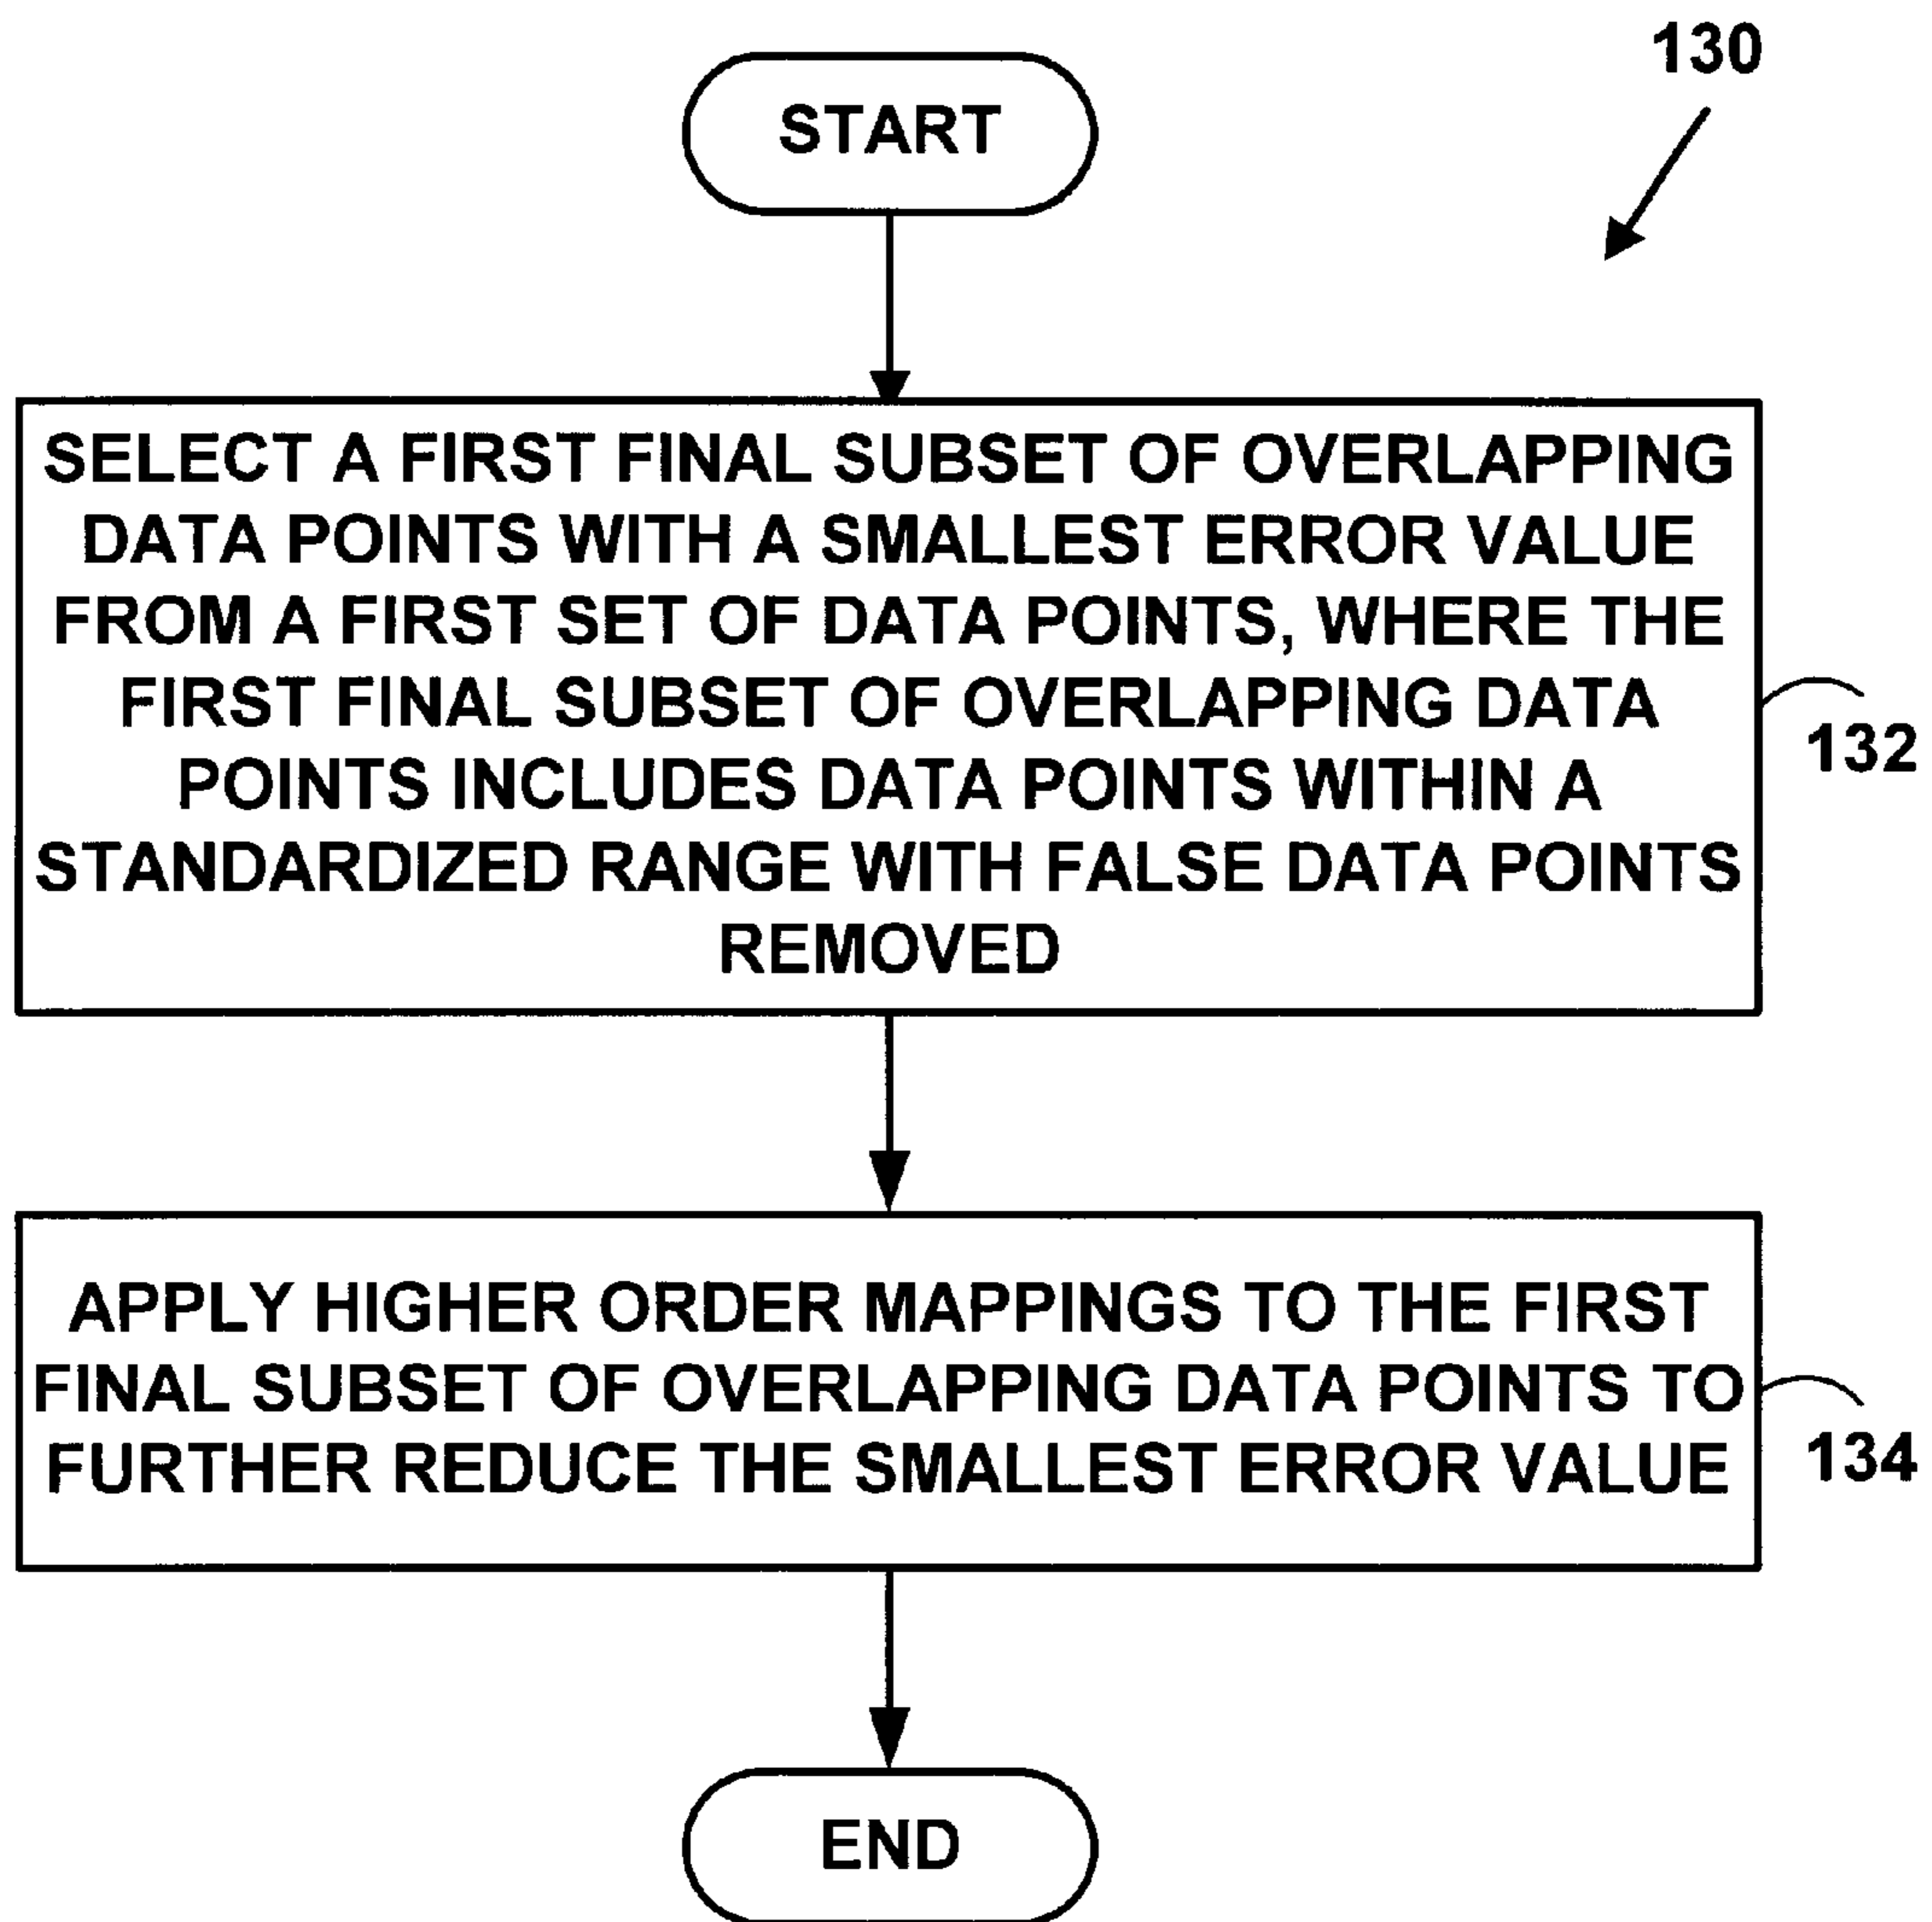 130
START
SELECT A FIRST FINAL SUBSET OF OVERLAPPING
DATA POINTS WITH A SMALLEST ERROR VALUE
FROM A FIRST SET OF DATA POINTS, WHERE THE
FIRST FINAL SUBSET OF OVERLAPPING DATA
POINTS INCLUDES DATA POINTS WITHIN A
STANDARDIZED RANGE WITH FALSE DATA POINTS
REMOVED
132
APPLY HIGHER ORDER MAPPINGS TO THE FIRST
FINAL SUBSET OF OVERLAPPING DATA POINTS TO
FURTHER REDUCE THE SMALLEST ERROR VALUE
134
END